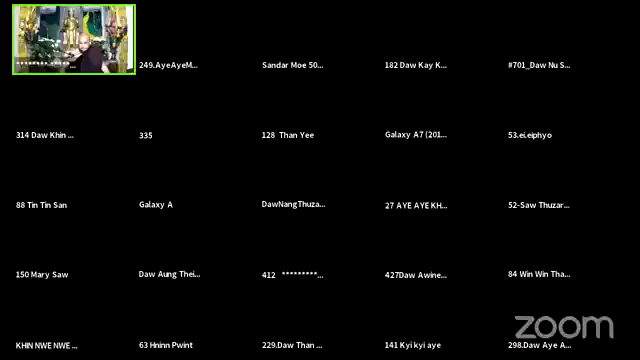 ******** *****...
249.AyeAyeM...
Sandar Moe 50...
182 Daw Kay K...
#701_Daw Nu S...
314 Daw Khin ...
335
128 Than Yee
Galaxy A7 (201...
53.ei.eiphyo
88 Tin Tin San
Galaxy A
DawNangThuza...
27 AYE AYE KH...
52-Saw Thuzar...
150 Mary Saw
Daw Aung Thei...
412 *********...
427Daw Awine...
84 Win Win Tha...
KHIN NWE NWE ...
63 Hninn Pwint
229.Daw Than ...
141 Kyi kyi aye
298.Daw Aye A...
zoom